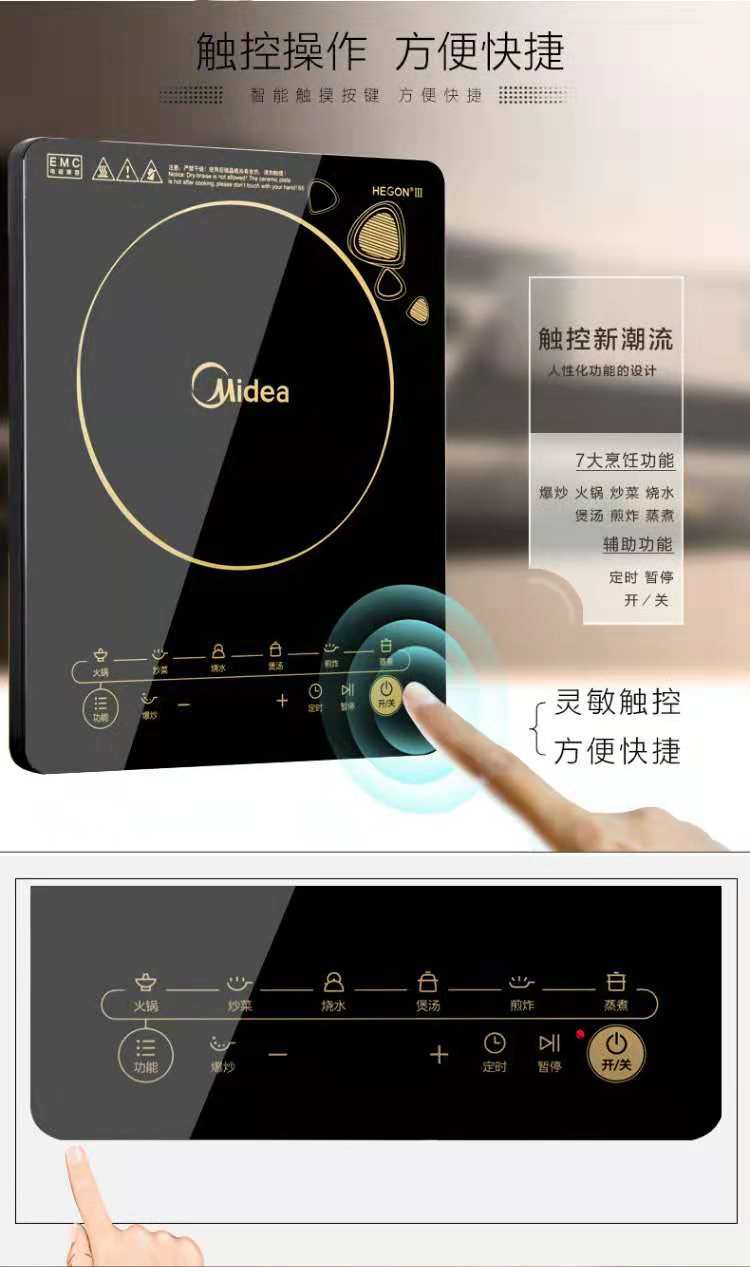 触控操作 方便快捷
智能触摸按键 方便快捷
EMC
注意:严禁干烧!使用后微晶板尚有余热,请勿触摸!
Notice: Dry-braise is not allowed! The ceramic plate
is hot after cooking, please don't touch with your hand!
HEGON®III
Midea
触控新潮流
人性化功能的设计
7大烹饪功能
爆炒 火锅 炒菜 烧水
煲汤 煎炸 蒸煮
辅助功能
定时 暂停
开/关
火锅 炒菜 烧水 煲汤 煎炸 蒸煮
功能 爆炒 － ＋ 定时 暂停 开/关
灵敏触控
方便快捷
火锅 炒菜 烧水 煲汤 煎炸 蒸煮
功能 爆炒 － ＋ 定时 暂停 开/关